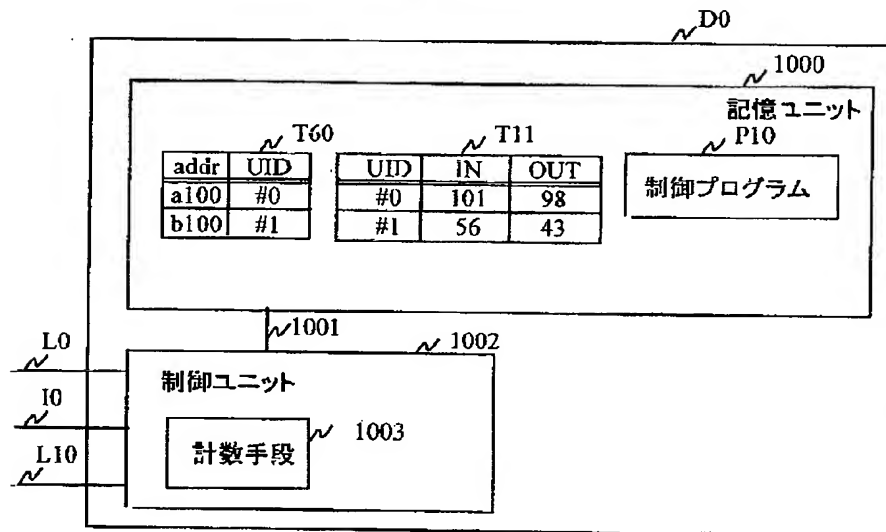 D0
1000
記憶ユニット
T60
T11
P10
addr UID
a100 #0
b100 #1
UID IN OUT
#0 101 98
#1 56 43
制御プログラム
1001
1002
L0
I0
L10
制御ユニット
1003
計数手段